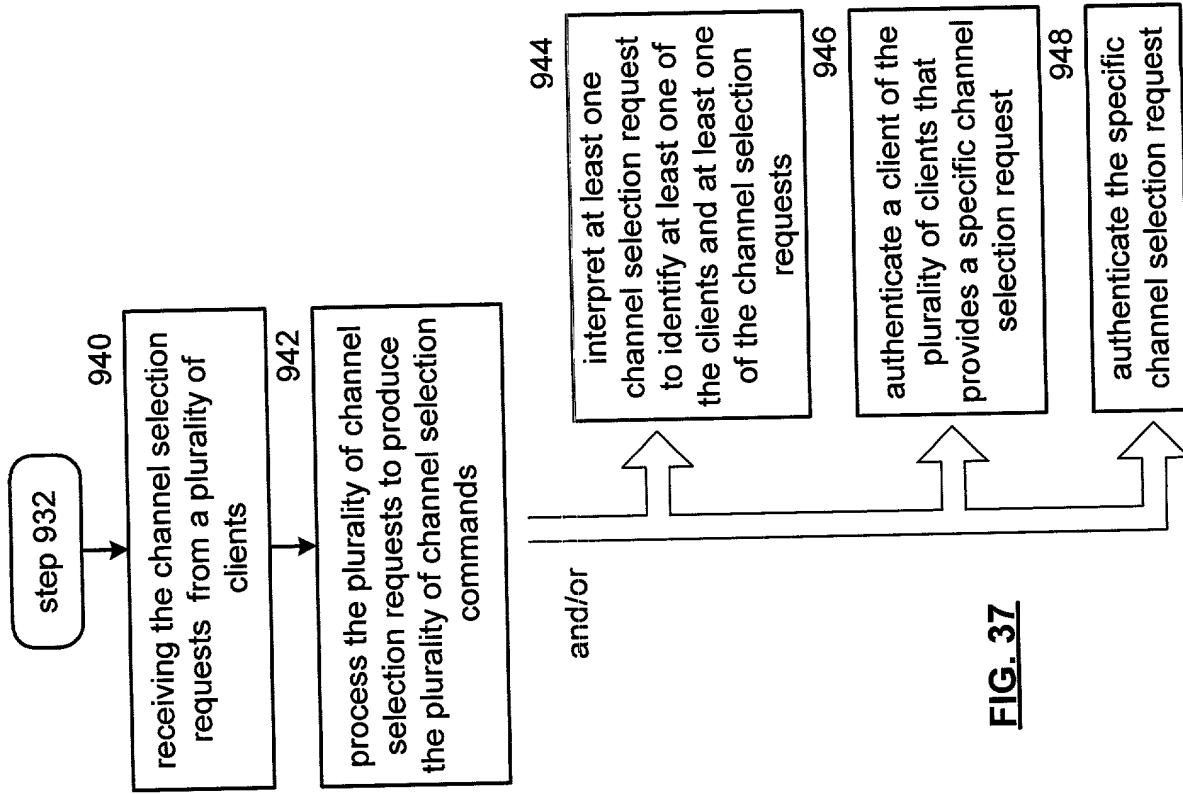 step 932
940
receiving the channel selection
requests from a plurality of
clients
942
process the plurality of channel
selection requests to produce
the plurality of channel selection
commands
and/or
944
interpret at least one
channel selection request
to identify at least one of
the clients and at least one
of the channel selection
requests
946
authenticate a client of the
plurality of clients that
provides a specific channel
selection request
948
authenticate the specific
channel selection request
FIG. 37